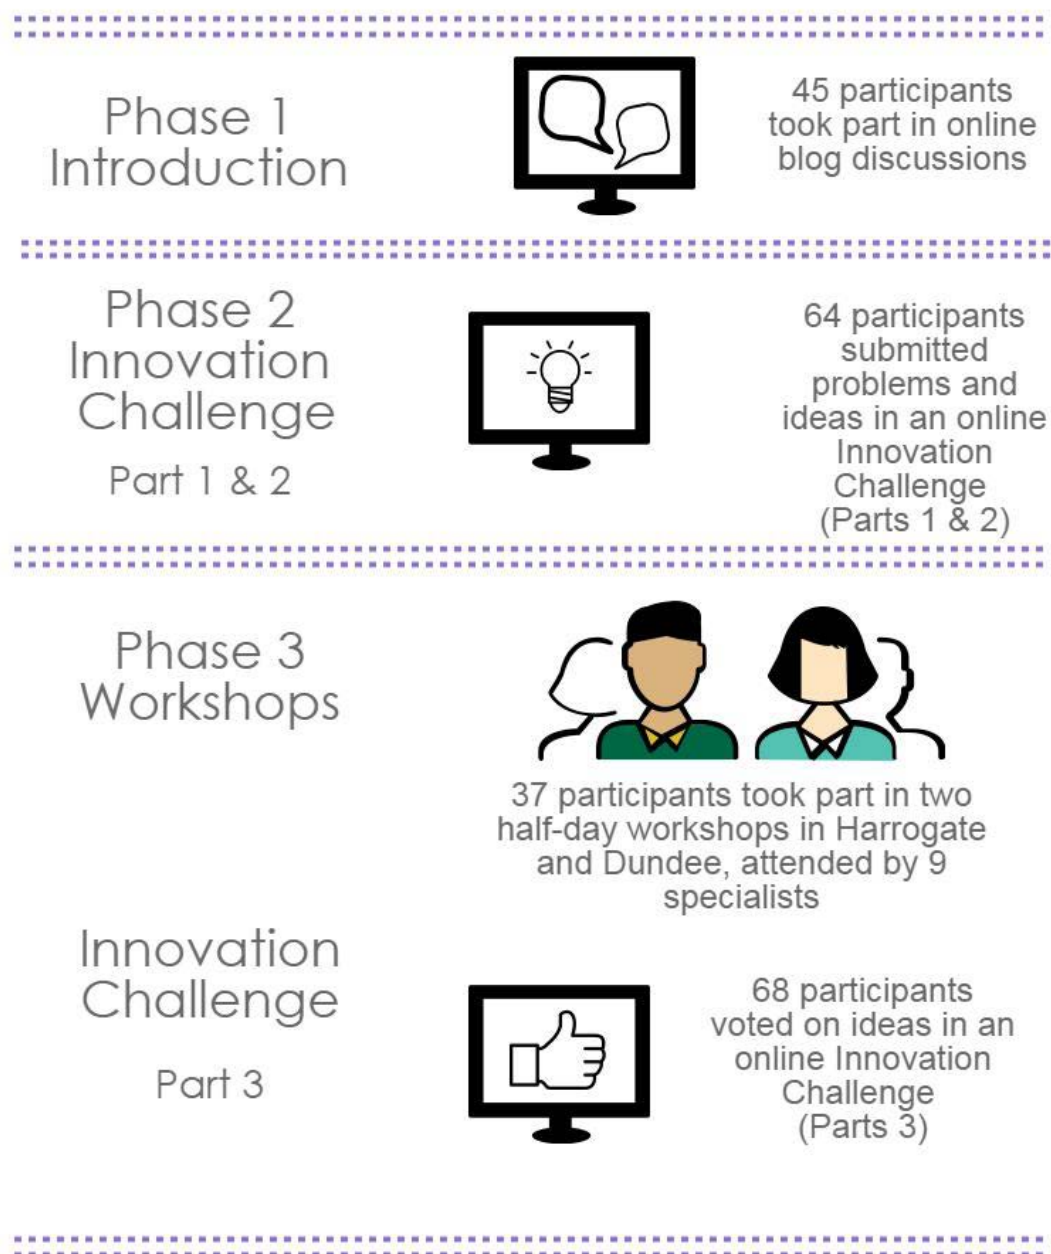 Phase 1
Introduction
45 participants
took part in online
blog discussions
Phase 2
Innovation
Challenge
Part 1 & 2
64 participants
submitted
problems and
ideas in an online
Innovation
Challenge
(Parts 1 & 2)
Phase 3
Workshops
37 participants took part in two
half-day workshops in Harrogate
and Dundee, attended by 9
specialists
Innovation
Challenge
Part 3
68 participants
voted on ideas in an
online Innovation
Challenge
(Parts 3)